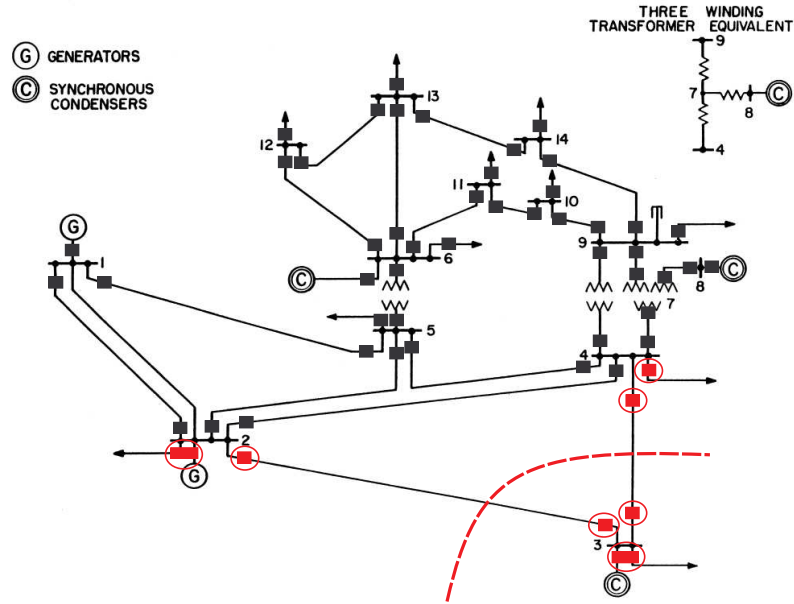 THREE WINDING
TRANSFORMER EQUIVALENT
G GENERATORS
C SYNCHRONOUS
CONDENSERS
9
7
C
8
4
13
12
14
11
10
G
1
9
6
C
C
8
7
5
4
2
G
3
C